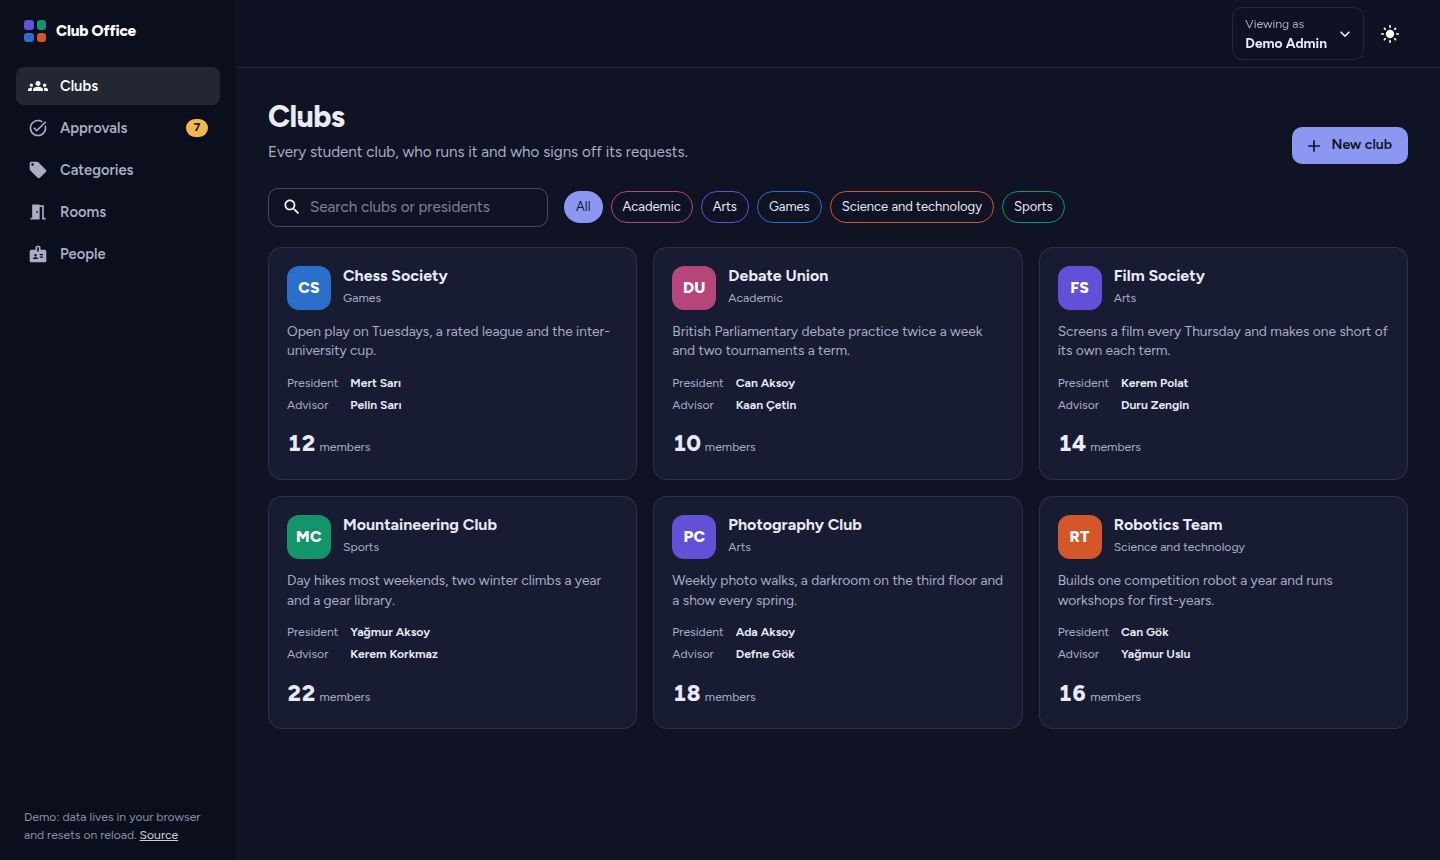 Club Office
Clubs
Approvals
7
Categories
Rooms
People
Demo: data lives in your browser
and resets on reload. Source
Viewing as
Demo Admin
Clubs
Every student club, who runs it and who signs off its requests.
New club
Search clubs or presidents
All
Academic
Arts
Games
Science and technology
Sports
CS
Chess Society
Games
Open play on Tuesdays, a rated league and the inter-
university cup.
President Mert Sarı
Advisor Pelin Sarı
12 members
DU
Debate Union
Academic
British Parliamentary debate practice twice a week
and two tournaments a term.
President Can Aksoy
Advisor Kaan Çetin
10 members
FS
Film Society
Arts
Screens a film every Thursday and makes one short of
its own each term.
President Kerem Polat
Advisor Duru Zengin
14 members
MC
Mountaineering Club
Sports
Day hikes most weekends, two winter climbs a year
and a gear library.
President Yağmur Aksoy
Advisor Kerem Korkmaz
22 members
PC
Photography Club
Arts
Weekly photo walks, a darkroom on the third floor and
a show every spring.
President Ada Aksoy
Advisor Defne Gök
18 members
RT
Robotics Team
Science and technology
Builds one competition robot a year and runs
workshops for first-years.
President Can Gök
Advisor Yağmur Uslu
16 members